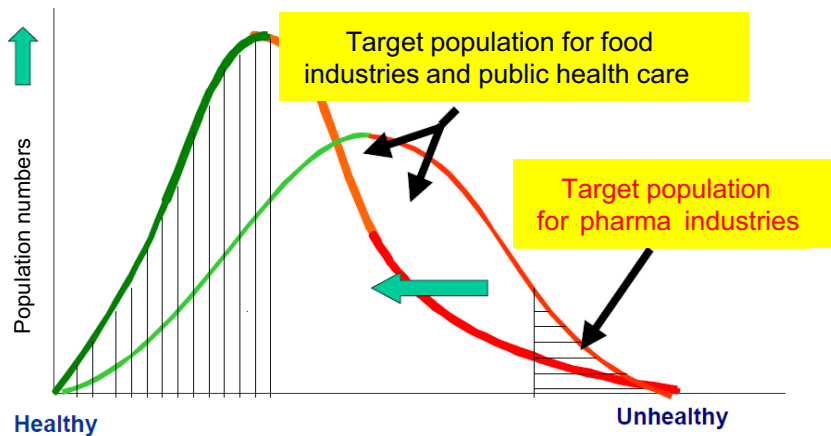 Target population for food
industries and public health care
Target population
for pharma industries
Population numbers
Healthy
Unhealthy